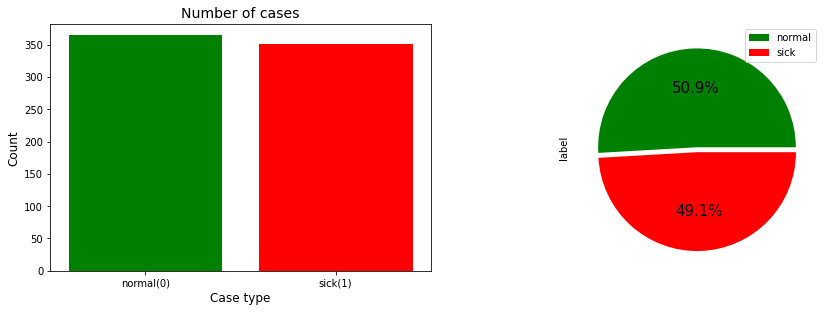 Number of cases
Count
350
300
250
200
150
100
50
0
normal(0)
sick(1)
Case type
normal
sick
50.9%
label
49.1%